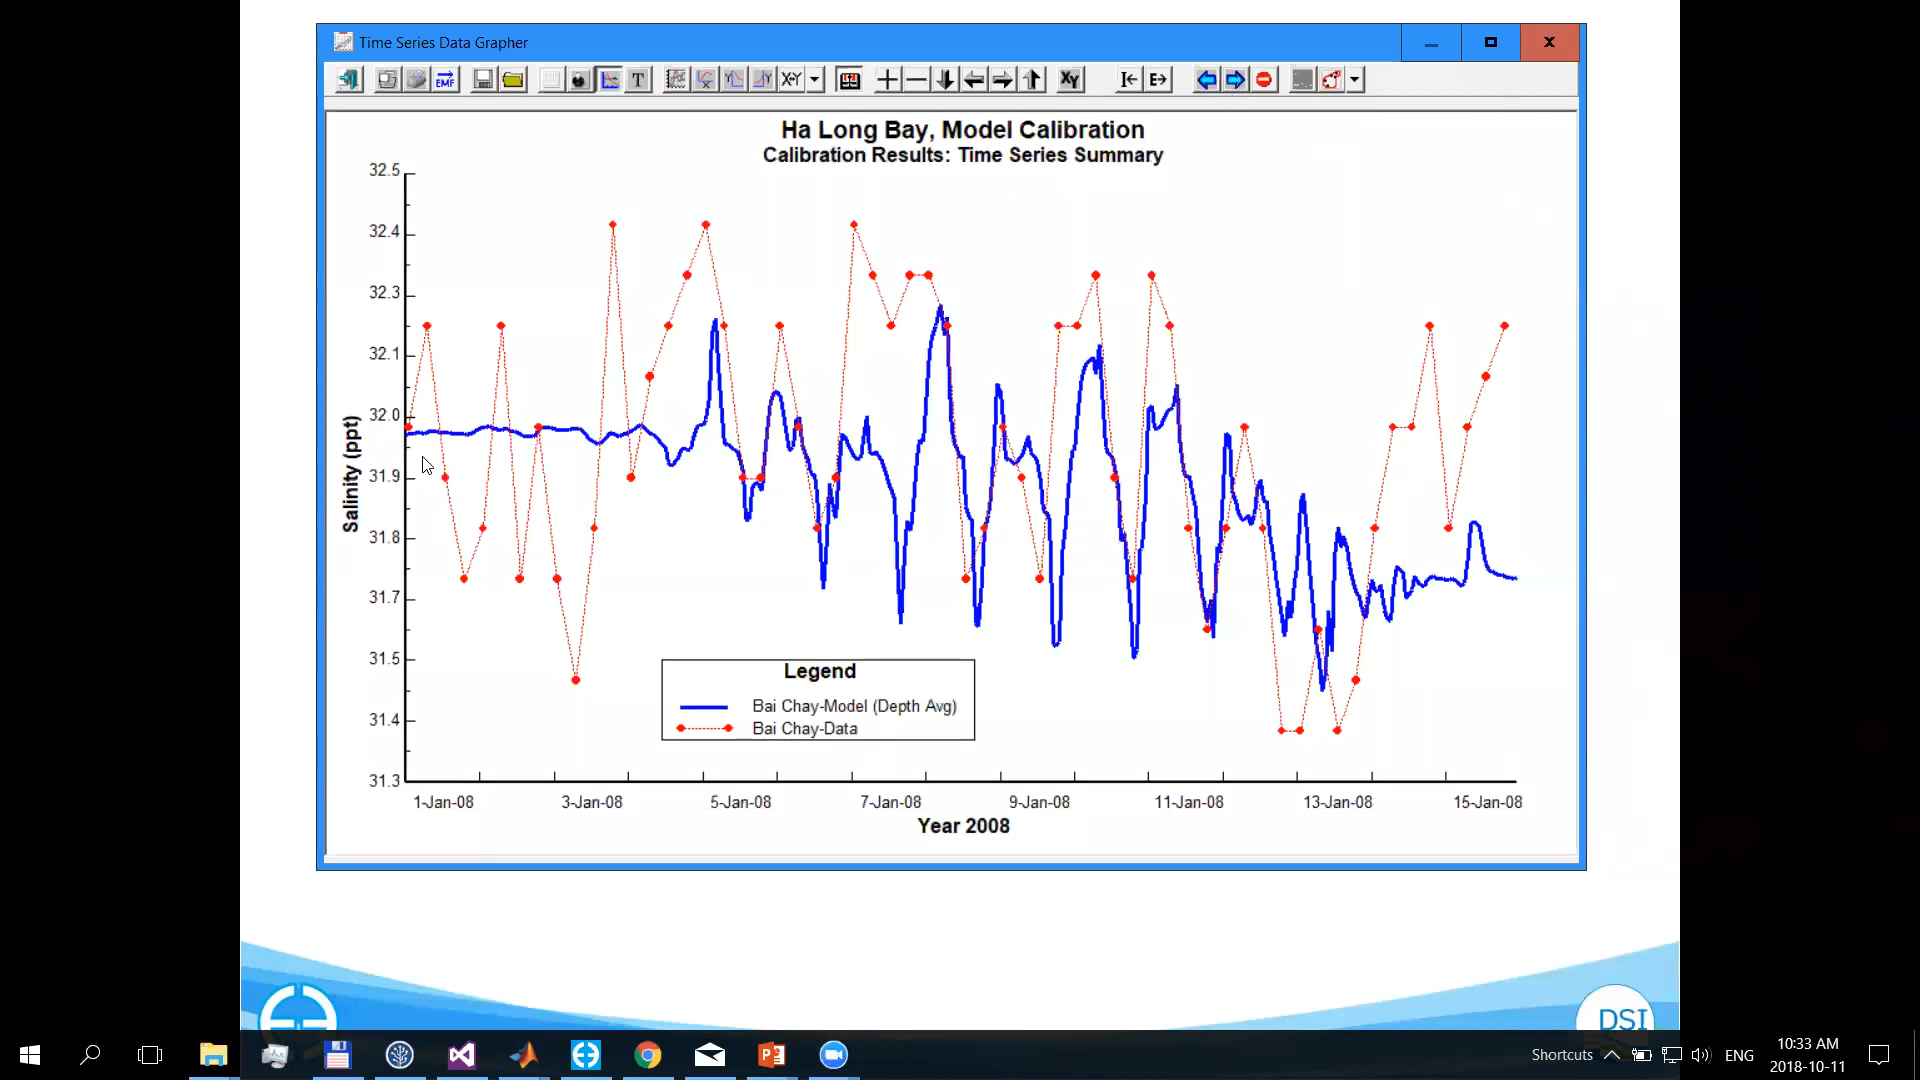 Time Series Data Grapher
EMF
T
XY
I
E
Ha Long Bay, Model Calibration
Calibration Results: Time Series Summary
32.5
32.4
32.3
32.1
32.0
31.9
31.8
31.7
31.5
31.4
31.3
Salinity (ppt)
Legend
Bai Chay-Model (Depth Avg)
Bai Chay-Data
1-Jan-08 3-Jan-08 5-Jan-08 7-Jan-08 9-Jan-08 11-Jan-08 13-Jan-08 15-Jan-08
Year 2008
DSI
Shortcuts ENG
10:33 AM
2018-10-11